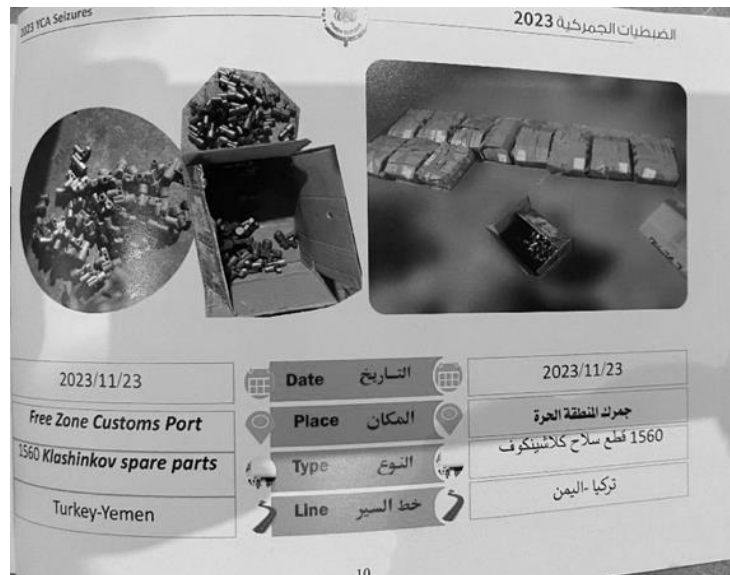 2023 YCA Seizures
الضبطيات الجمركية 2023
2023/11/23
Date التــاريخ
2023/11/23
Free Zone Customs Port
Place المكان
جمرك المنطقة الحرة
1560 Klashinkov spare parts
Type النـوع
1560 قطع سلاح كلاشينكوف
Turkey-Yemen
Line خط السير
تركيا -اليمن
10